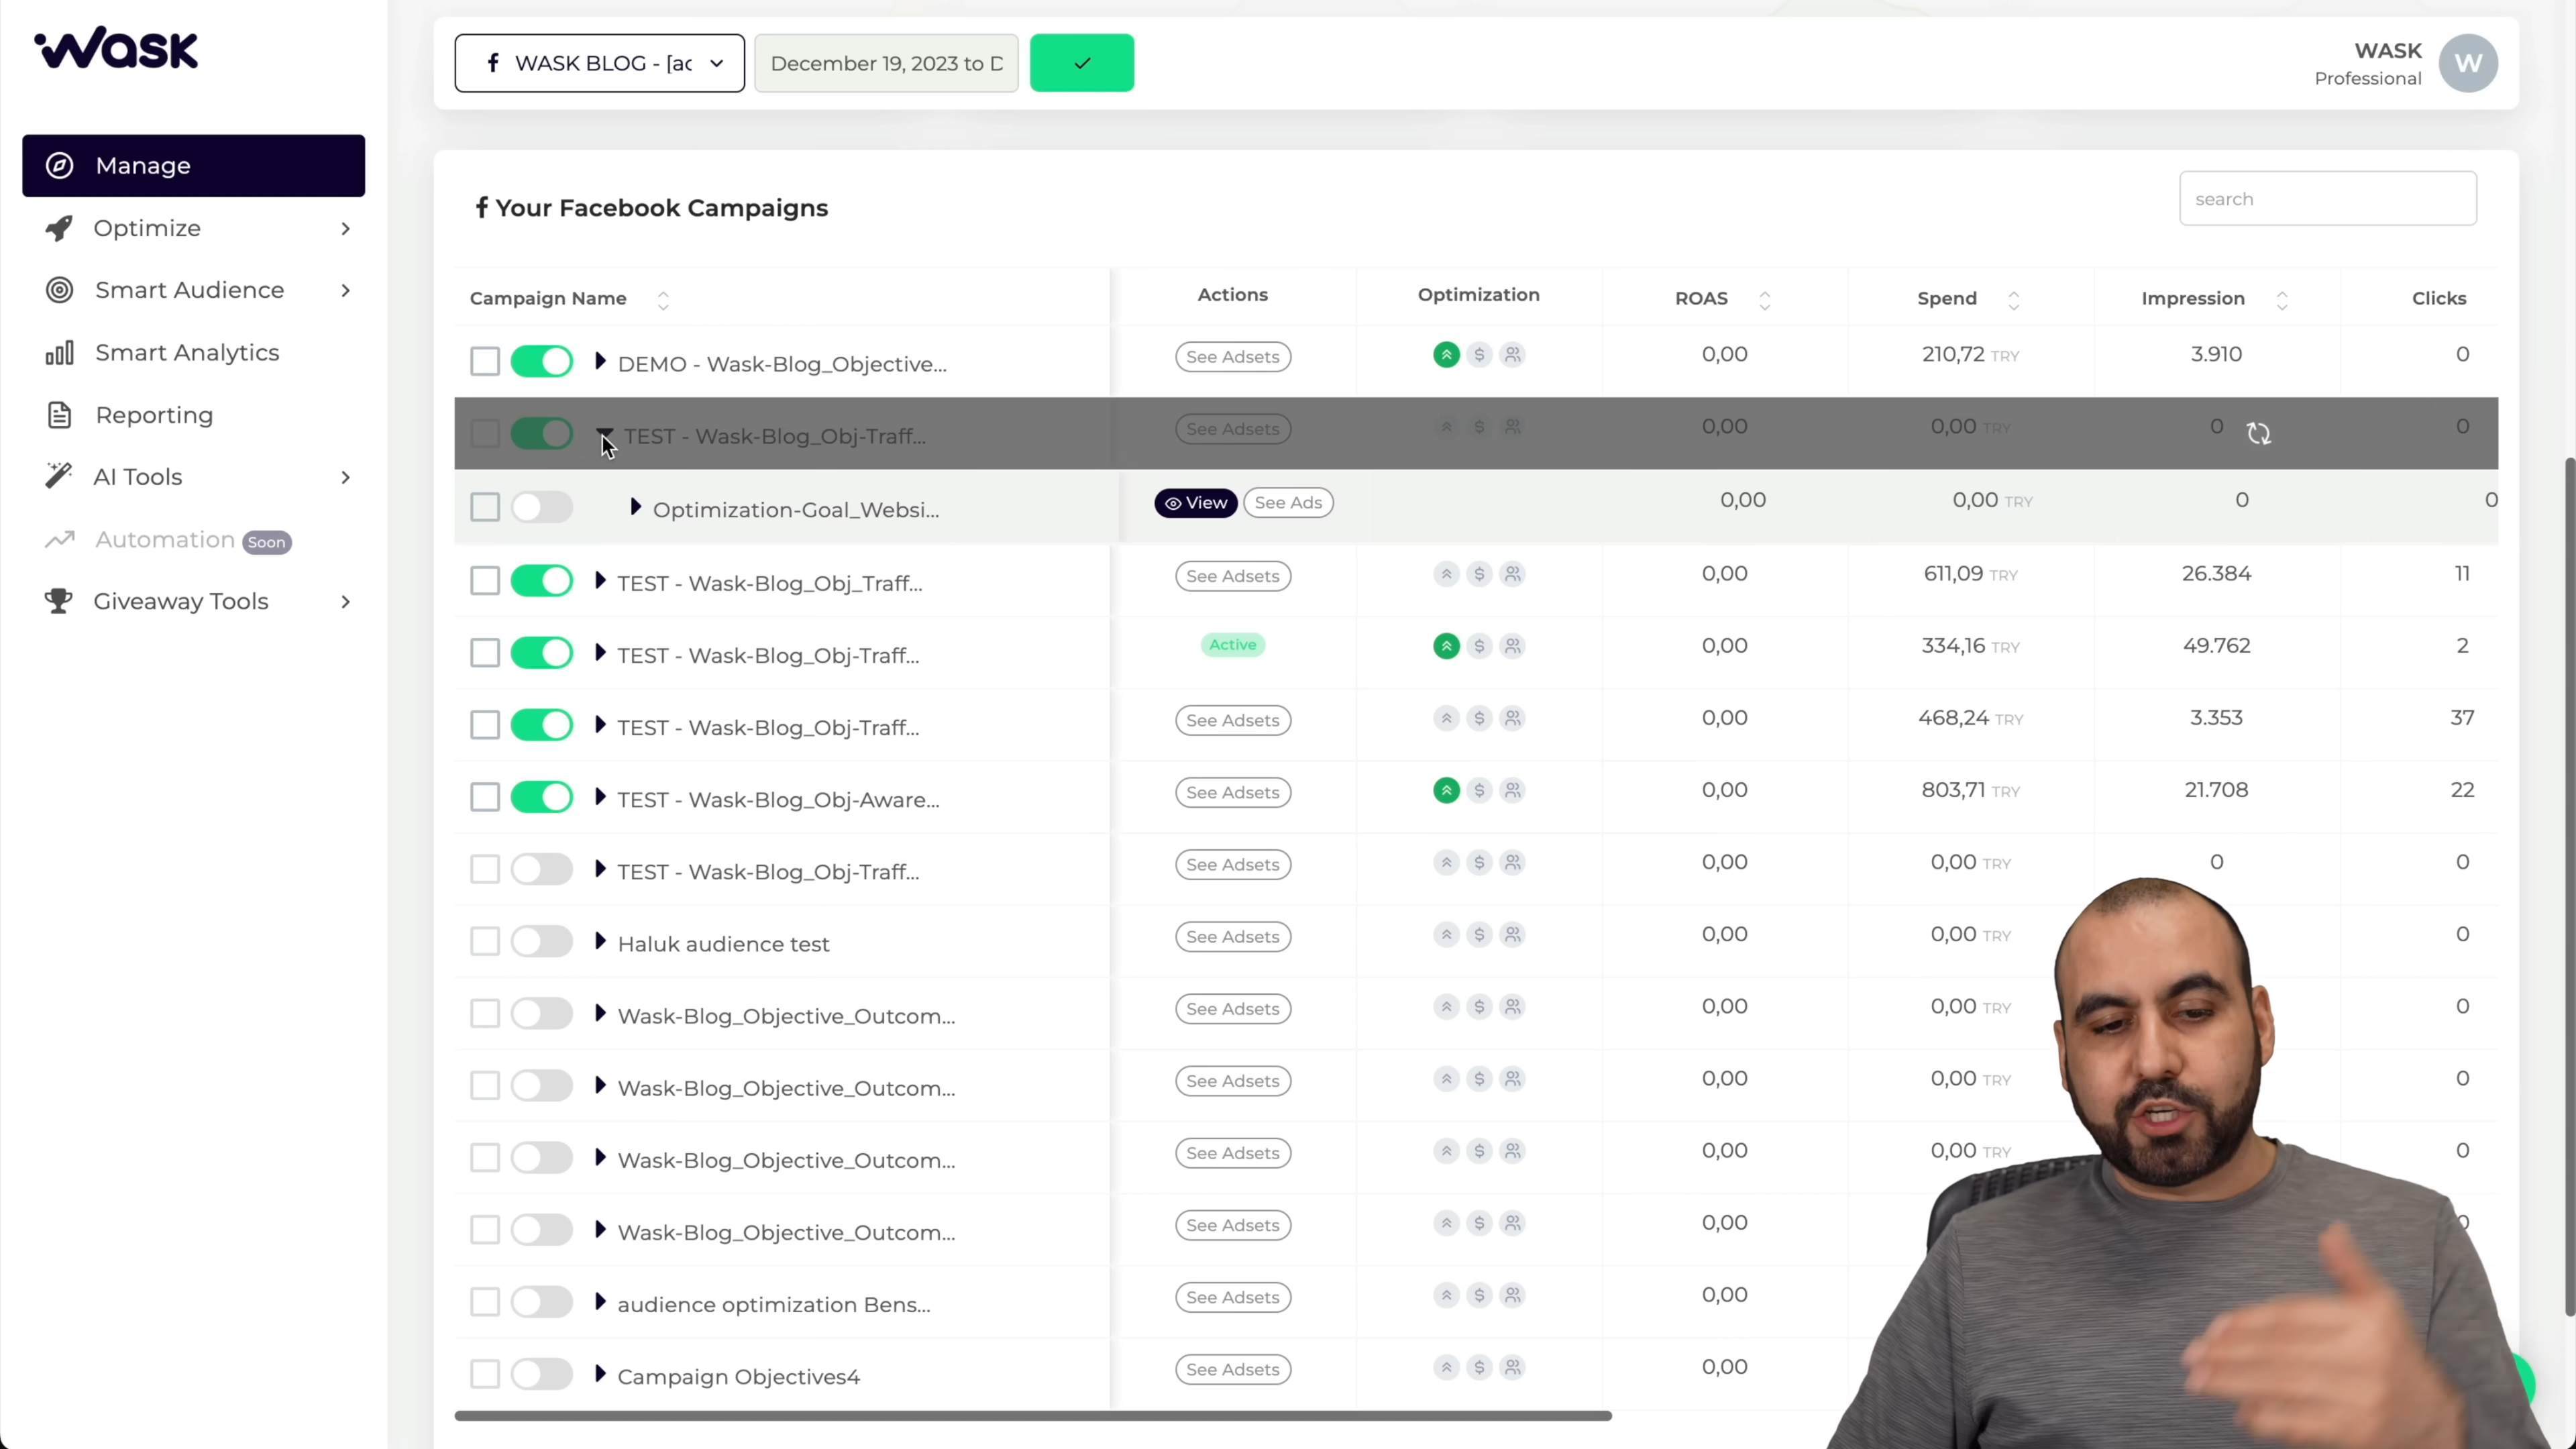 Wask
WASK BLOG - [ac
December 19, 2023 to D
WASK
Professional
W
Manage
Optimize
Smart Audience
Smart Analytics
Reporting
AI Tools
Automation Soon
Giveaway Tools
f Your Facebook Campaigns
search
Campaign Name Actions Optimization ROAS Spend Impression Clicks
DEMO - Wask-Blog_Objective... See Adsets $ 0,00 210,72 TRY 3.910 0
TEST - Wask-Blog_Obj-Traff... See Adsets $ 0,00 0,00 TRY 0 0
Optimization-Goal_Websi... View See Ads 0,00 0,00 TRY 0 0
TEST - Wask-Blog_Obj_Traff... See Adsets $ 0,00 611,09 TRY 26.384 11
TEST - Wask-Blog_Obj-Traff... Active $ 0,00 334,16 TRY 49.762 2
TEST - Wask-Blog_Obj-Traff... See Adsets $ 0,00 468,24 TRY 3.353 37
TEST - Wask-Blog_Obj-Aware... See Adsets $ 0,00 803,71 TRY 21.708 22
TEST - Wask-Blog_Obj-Traff... See Adsets $ 0,00 0,00 TRY 0 0
Haluk audience test See Adsets $ 0,00 0,00 TRY 0
Wask-Blog_Objective_Outcom... See Adsets $ 0,00 0,00 TRY 0
Wask-Blog_Objective_Outcom... See Adsets $ 0,00 0,00 TRY 0
Wask-Blog_Objective_Outcom... See Adsets $ 0,00 0,00 TRY 0
Wask-Blog_Objective_Outcom... See Adsets $ 0,00 0
audience optimization Bens... See Adsets $ 0,00
Campaign Objectives4 See Adsets $ 0,00